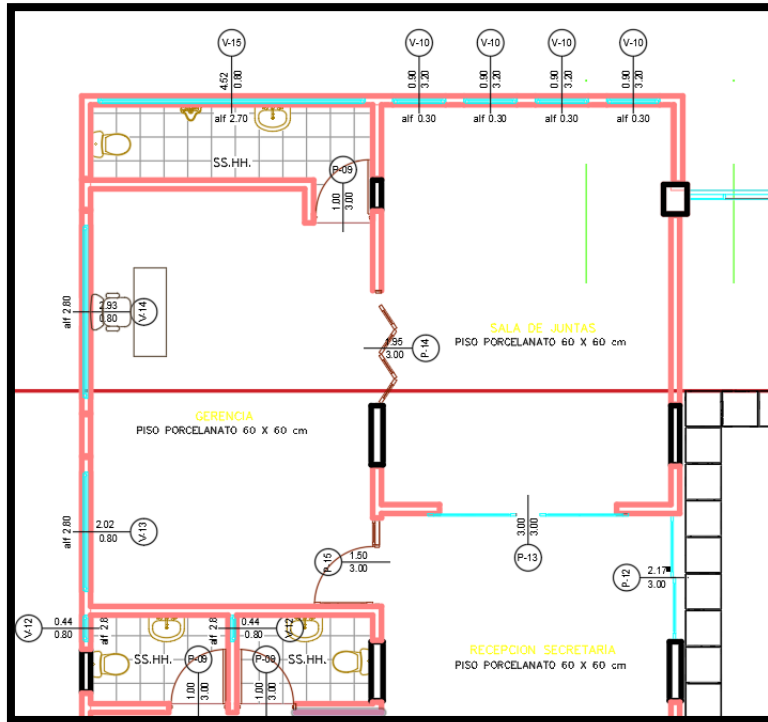 V-15
V-10
V-10
V-10
V-10
4.52
0.80
0.90
3.20
0.90
3.20
0.90
3.20
0.90
3.20
alf 2.70
alf 0.30
alf 0.30
alf 0.30
alf 0.30
SS.HH.
P-09
1.00
3.00
alf 2.80
2.93
0.80
V-14
1.95
3.00
P-14
SALA DE JUNTAS
PISO PORCELANATO 60 X 60 cm
GERENCIA
PISO PORCELANATO 60 X 60 cm
alf 2.80
2.02
0.80
V-13
3.00
3.00
P-13
P-15
1.50
3.00
P-12
2.17
3.00
V-12
0.44
0.80
alf 2.8
0.44
0.80
alf 2.8
V-12
SS.HH.
P-09
1.00
3.00
P-09
1.00
3.00
SS.HH.
RECEPCION SECRETARIA
PISO PORCELANATO 60 X 60 cm